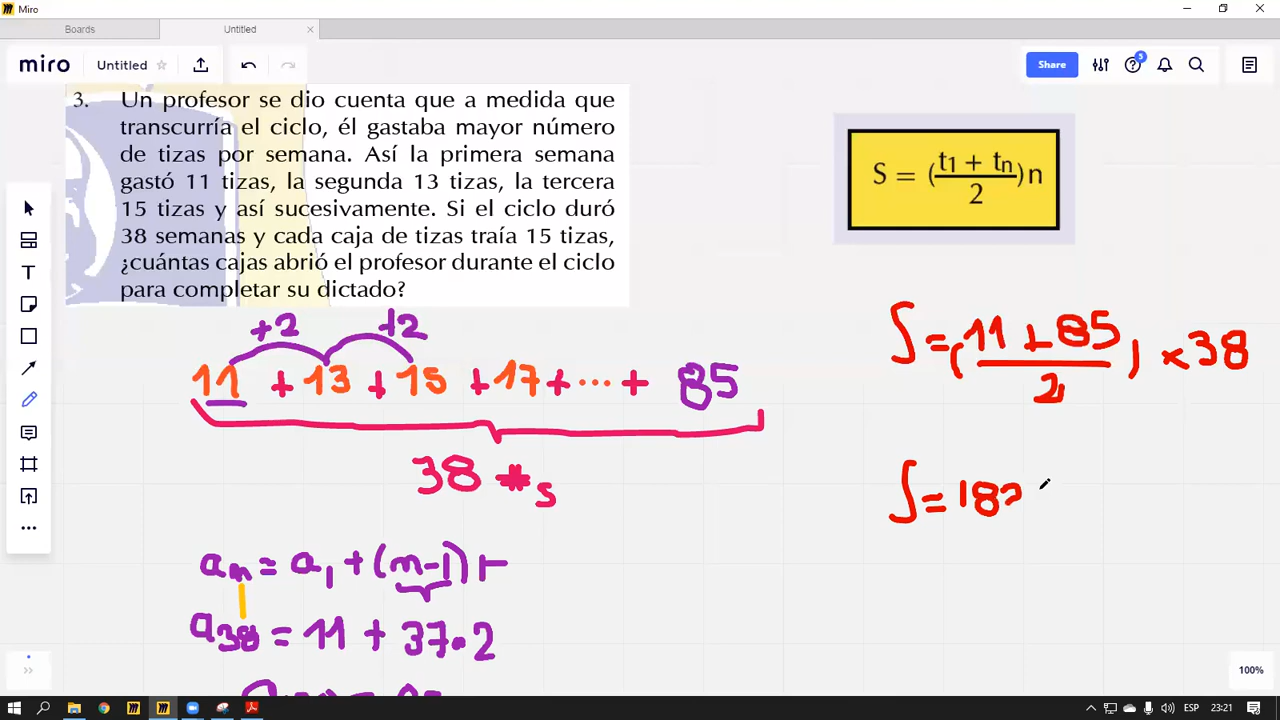 Miro
Boards
Untitled
miro
Untitled
Share
3
3. Un profesor se dio cuenta que a medida que
transcurría el ciclo, él gastaba mayor número
de tizas por semana. Así la primera semana
gastó 11 tizas, la segunda 13 tizas, la tercera
15 tizas y así sucesivamente. Si el ciclo duró
38 semanas y cada caja de tizas traía 15 tizas,
¿cuántas cajas abrió el profesor durante el ciclo
para completar su dictado?
S = (t1 + tn / 2)n
+2 +2
11 + 13 + 15 + 17 + ... + 85
38 #s
S = (11 + 85 / 2) × 38
S = 182
an = a1 + (n-1) r
a38 = 11 + 37.2
T
100%
ESP
23:21